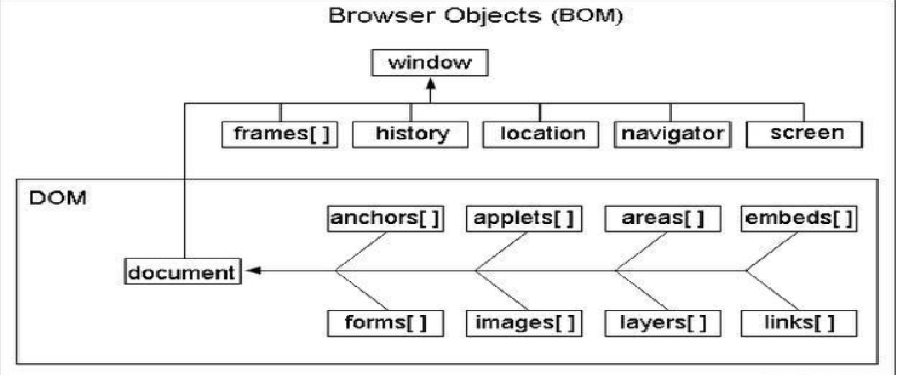 Browser Objects (BOM)
window
frames[ ] history location navigator screen
DOM
anchors[ ] applets[ ] areas[ ] embeds[ ]
document
forms[ ] images[ ] layers[ ] links[ ]